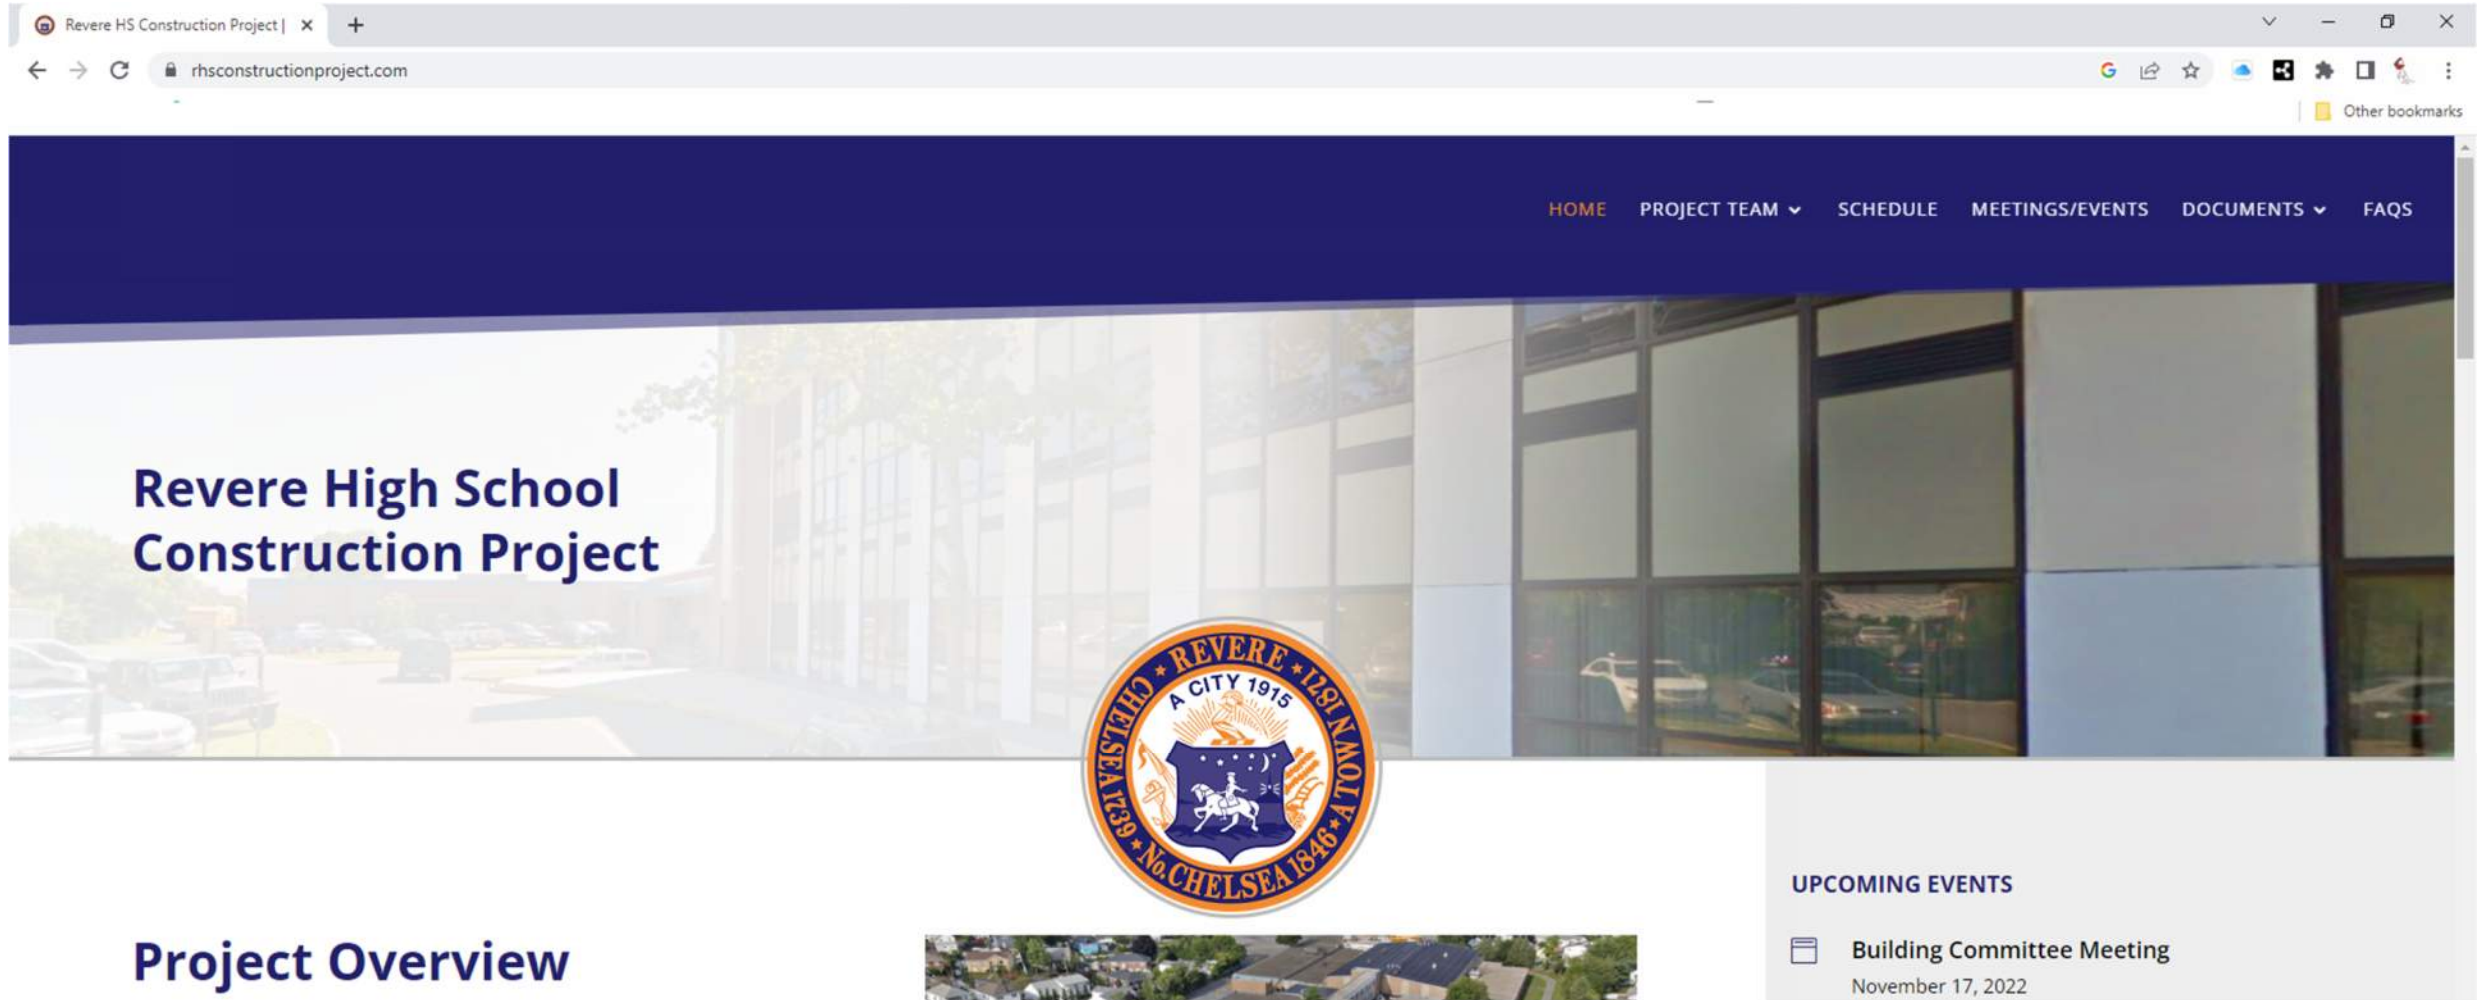 Revere HS Construction Project |
rhsconstructionproject.com
Other bookmarks
HOME PROJECT TEAM SCHEDULE MEETINGS/EVENTS DOCUMENTS FAQS
Revere High School
Construction Project
REVERE • A TOWN 1871
A CITY 1915
CHELSEA 1739 • No. CHELSEA 1846
UPCOMING EVENTS
Project Overview
Building Committee Meeting
November 17, 2022